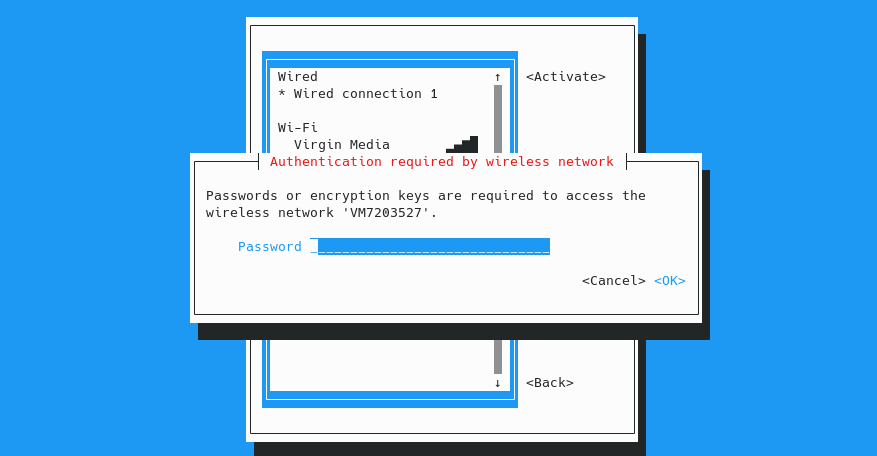 Wired
↑ <Activate>
* Wired connection 1
Wi-Fi
Virgin Media
Authentication required by wireless network
Passwords or encryption keys are required to access the
wireless network 'VM7203527'.
Password
<Cancel> <OK>
↓ <Back>